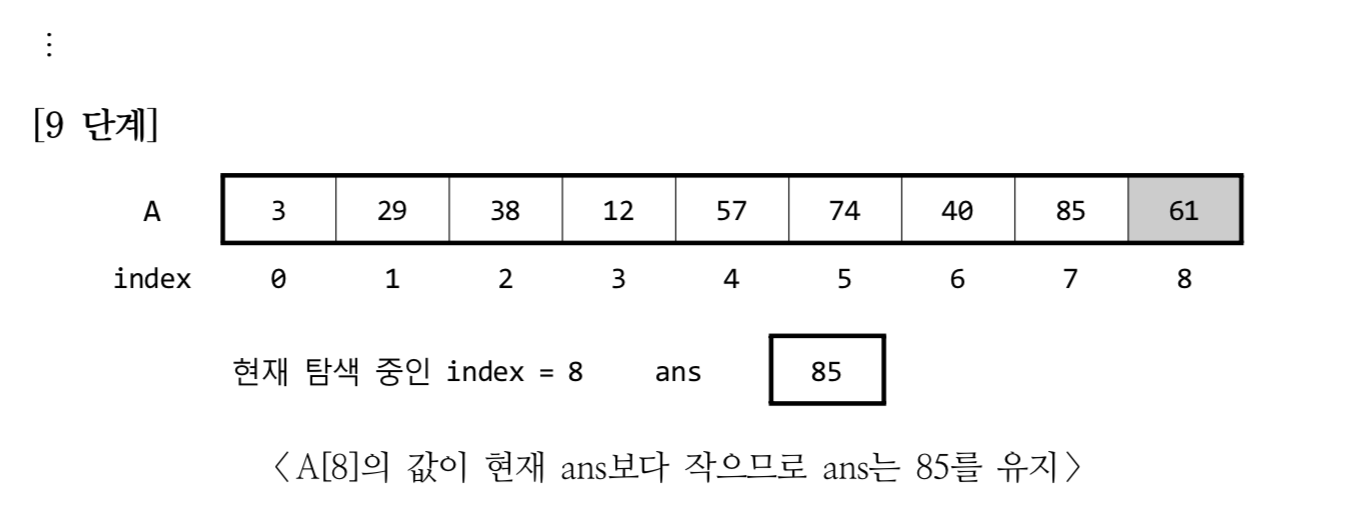 ⋮
[9 단계]
A 3 29 38 12 57 74 40 85 61
index 0 1 2 3 4 5 6 7 8
현재 탐색 중인 index = 8 ans 85
〈A[8]의 값이 현재 ans보다 작으므로 ans는 85를 유지〉